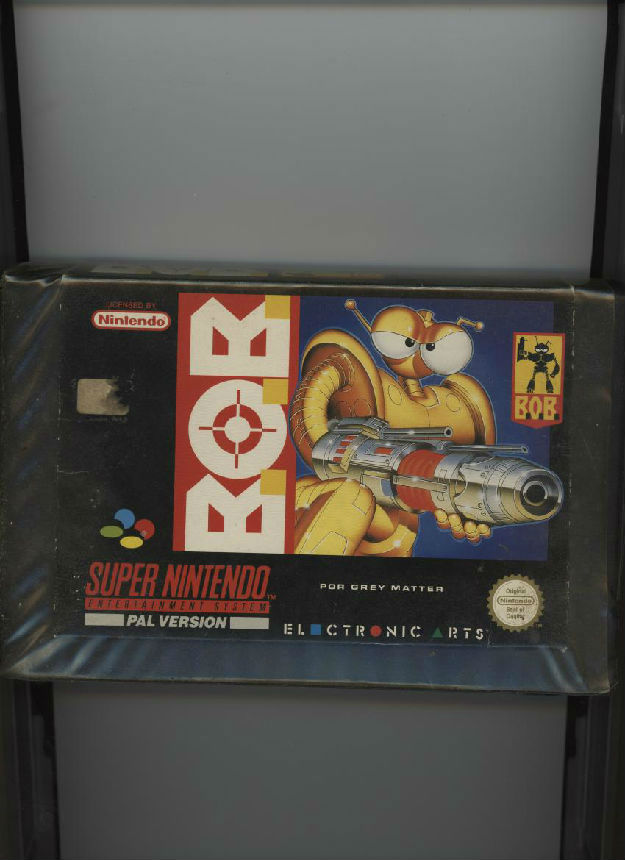 LICENSED BY
Nintendo
B.O.B.
BOB
SUPER NINTENDO™
ENTERTAINMENT SYSTEM
PAL VERSION
POR GREY MATTER
Original
Nintendo
Seal of
Quality
ELECTRONIC ARTS